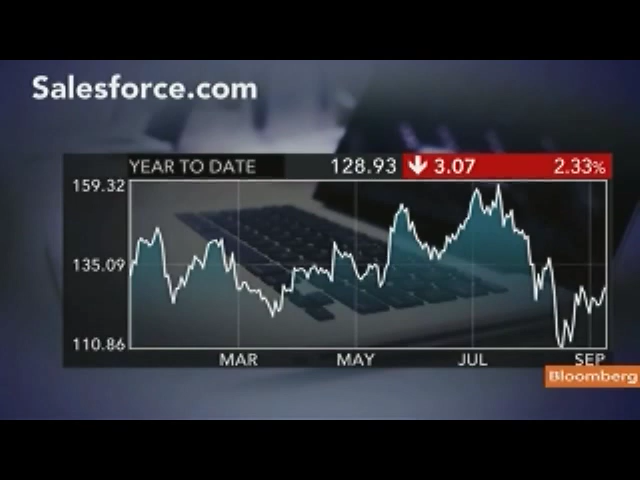 Salesforce.com
YEAR TO DATE 128.93 ↓ 3.07 2.33%
159.32
135.09
110.86
MAR MAY JUL SEP
Bloomberg